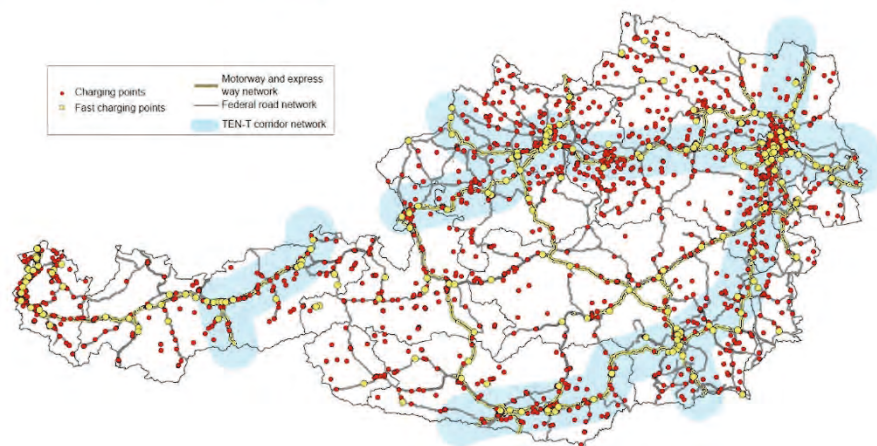 Charging points
Fast charging points
Motorway and express
way network
Federal road network
TEN-T corridor network